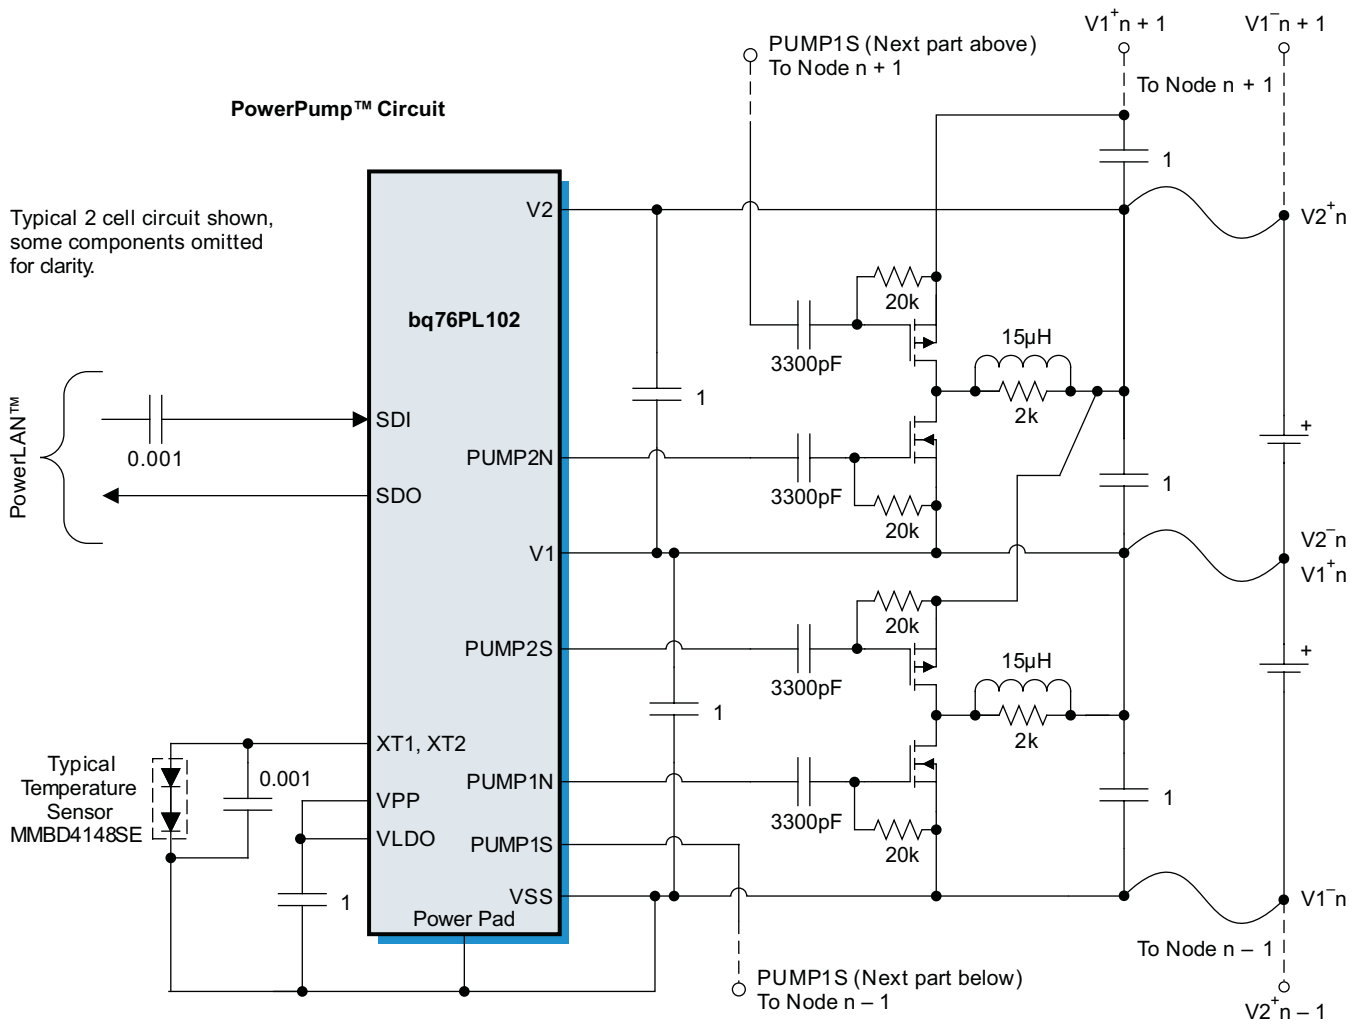 PowerPump™ Circuit
Typical 2 cell circuit shown,
some components omitted
for clarity.
PUMP1S (Next part above)
To Node n + 1
V1⁺n + 1
V1⁻n + 1
To Node n + 1
1
V2
V2⁺n
bq76PL102
20k
3300pF
15µH
2k
1
PowerLAN™
0.001
SDI
SDO
PUMP2N
3300pF
20k
+
1
V1
V2⁻n
V1⁺n
20k
PUMP2S
3300pF
15µH
2k
+
1
XT1, XT2
Typical
Temperature
Sensor
MMBD4148SE
0.001
VPP
VLDO
PUMP1N
3300pF
20k
1
PUMP1S
1
VSS
V1⁻n
Power Pad
To Node n – 1
PUMP1S (Next part below)
To Node n – 1
V2⁺n – 1